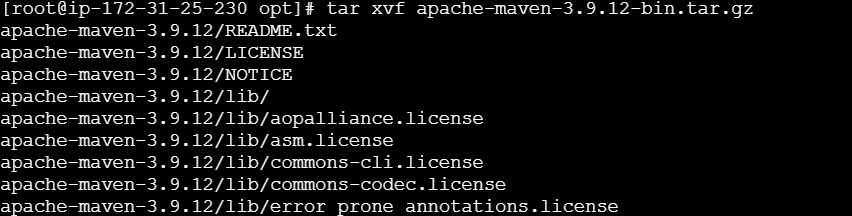 [root@ip-172-31-25-230 opt]# tar xvf apache-maven-3.9.12-bin.tar.gz
apache-maven-3.9.12/README.txt
apache-maven-3.9.12/LICENSE
apache-maven-3.9.12/NOTICE
apache-maven-3.9.12/lib/
apache-maven-3.9.12/lib/aopalliance.license
apache-maven-3.9.12/lib/asm.license
apache-maven-3.9.12/lib/commons-cli.license
apache-maven-3.9.12/lib/commons-codec.license
apache-maven-3.9.12/lib/error prone annotations.license